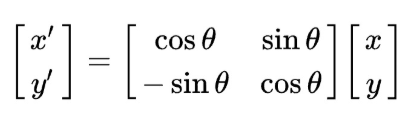 [x′ y′] = [cos θ sin θ −sin θ cos θ] [x y]